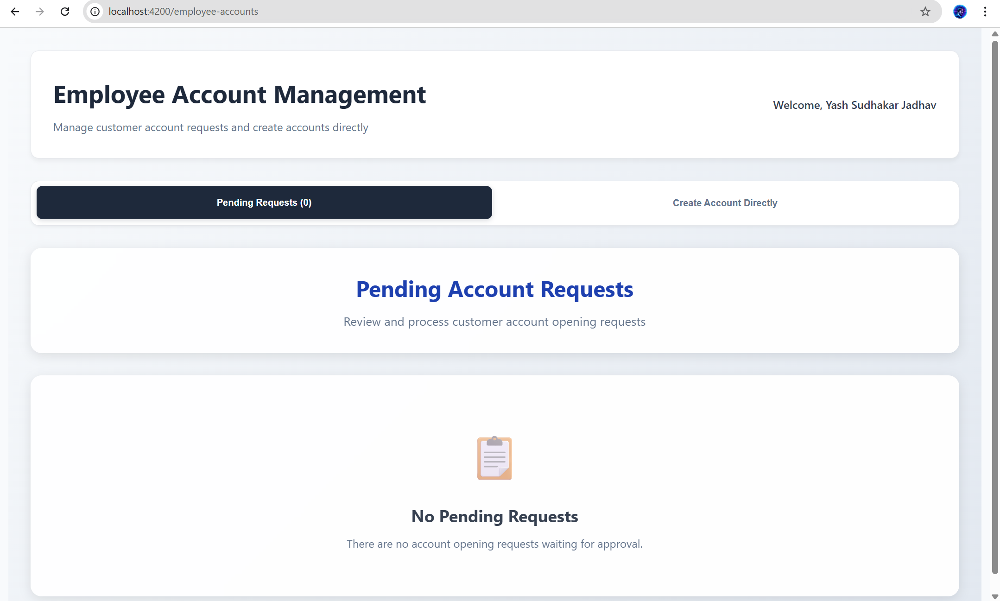 localhost:4200/employee-accounts
Employee Account Management
Welcome, Yash Sudhakar Jadhav
Manage customer account requests and create accounts directly
Pending Requests (0)
Create Account Directly
Pending Account Requests
Review and process customer account opening requests
No Pending Requests
There are no account opening requests waiting for approval.